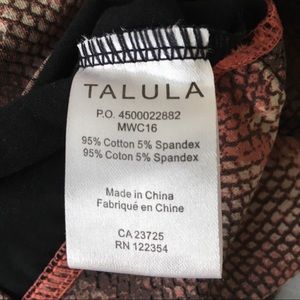 TALULA
P.O. 4500022882
MWC16
95% Cotton 5% Spandex
95% Coton 5% Spandex
Made in China
Fabriqué en Chine
CA 23725
RN 122354